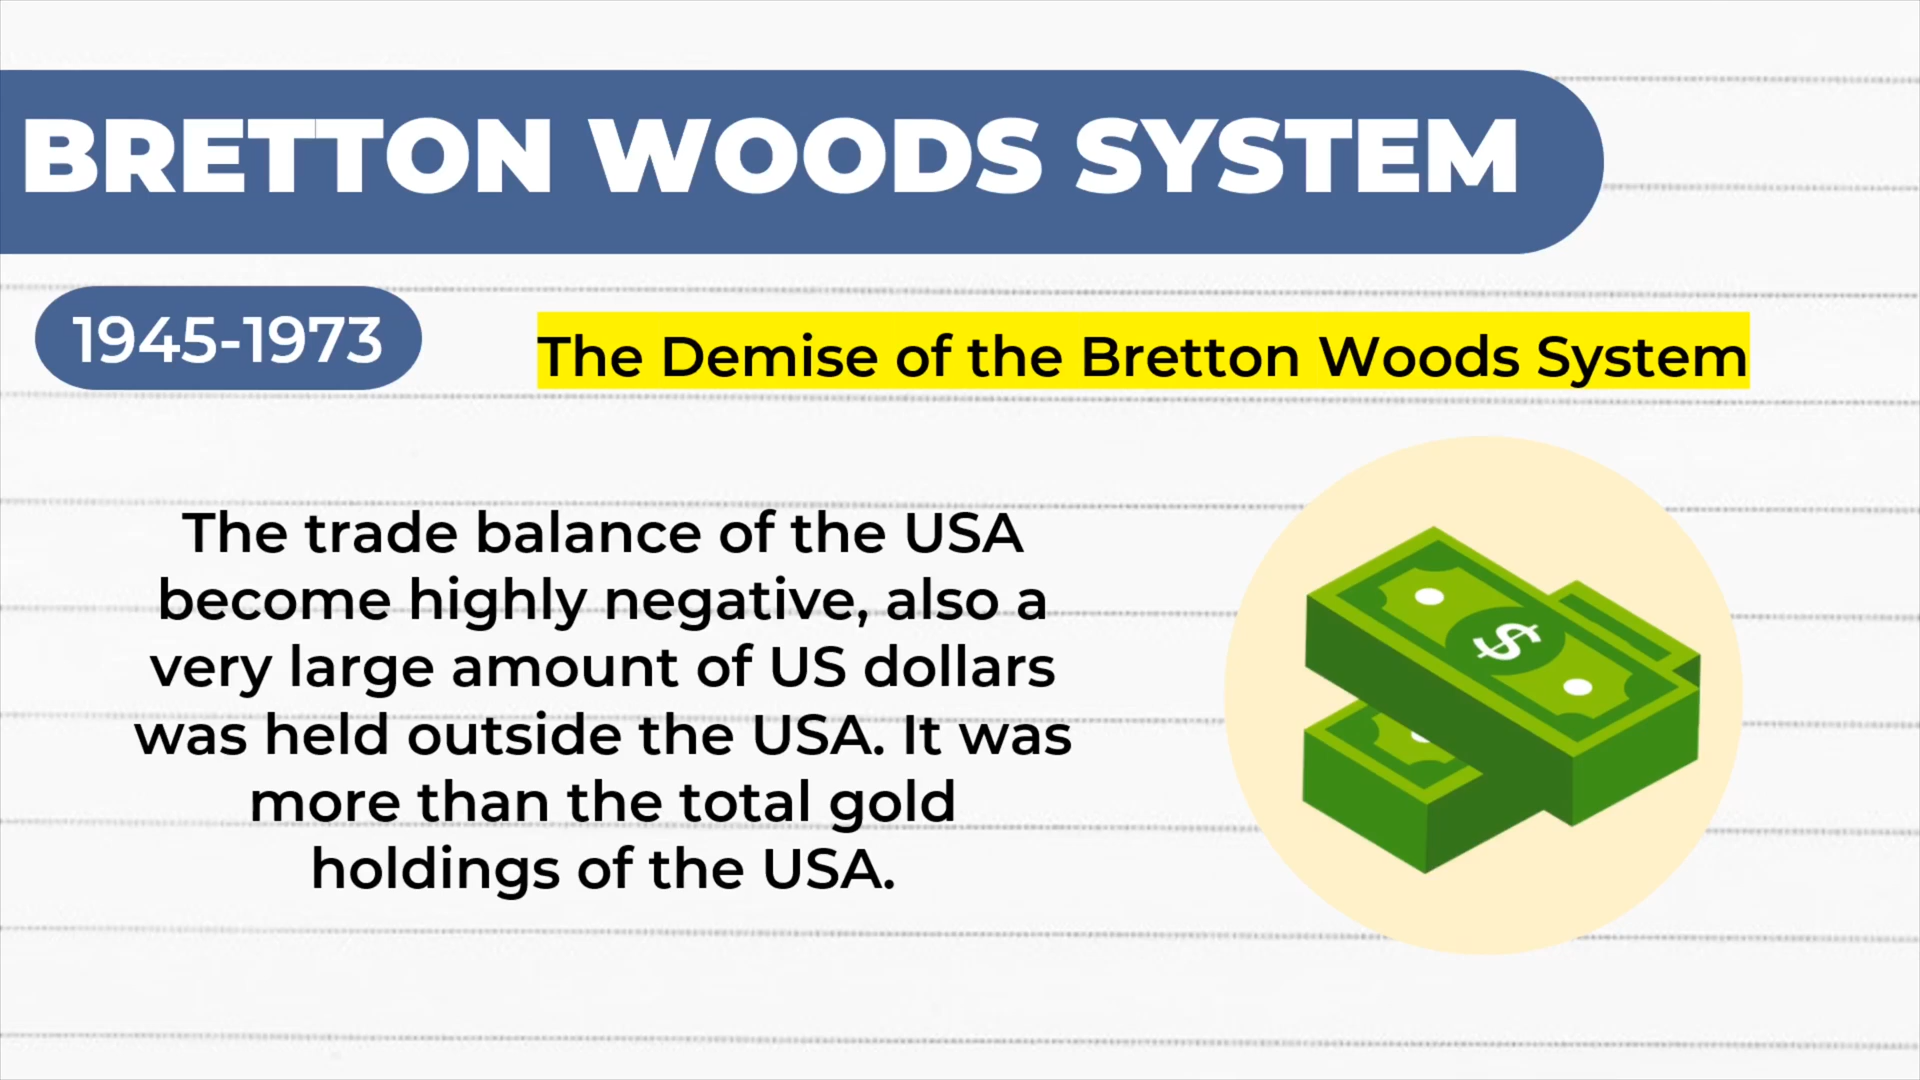 BRETTON WOODS SYSTEM
1945-1973
The Demise of the Bretton Woods System
The trade balance of the USA
become highly negative, also a
very large amount of US dollars
was held outside the USA. It was
more than the total gold
holdings of the USA.
$